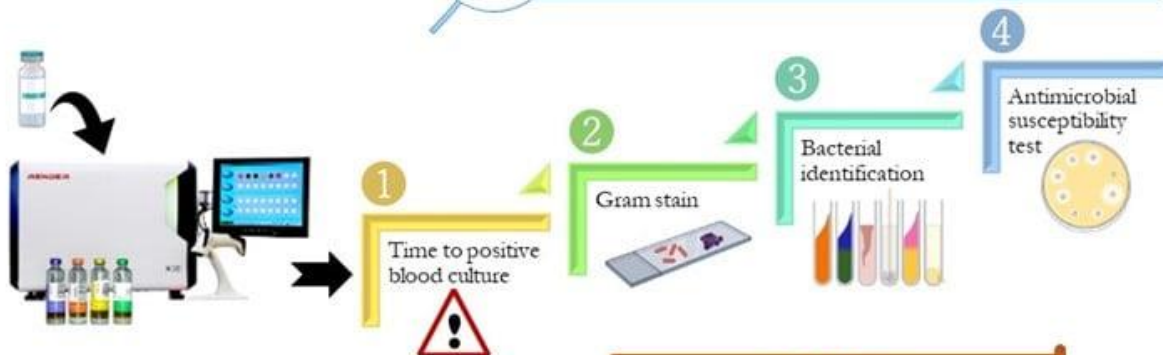 1
Time to positive
blood culture
2
Gram stain
3
Bacterial
identification
4
Antimicrobial
susceptibility
test